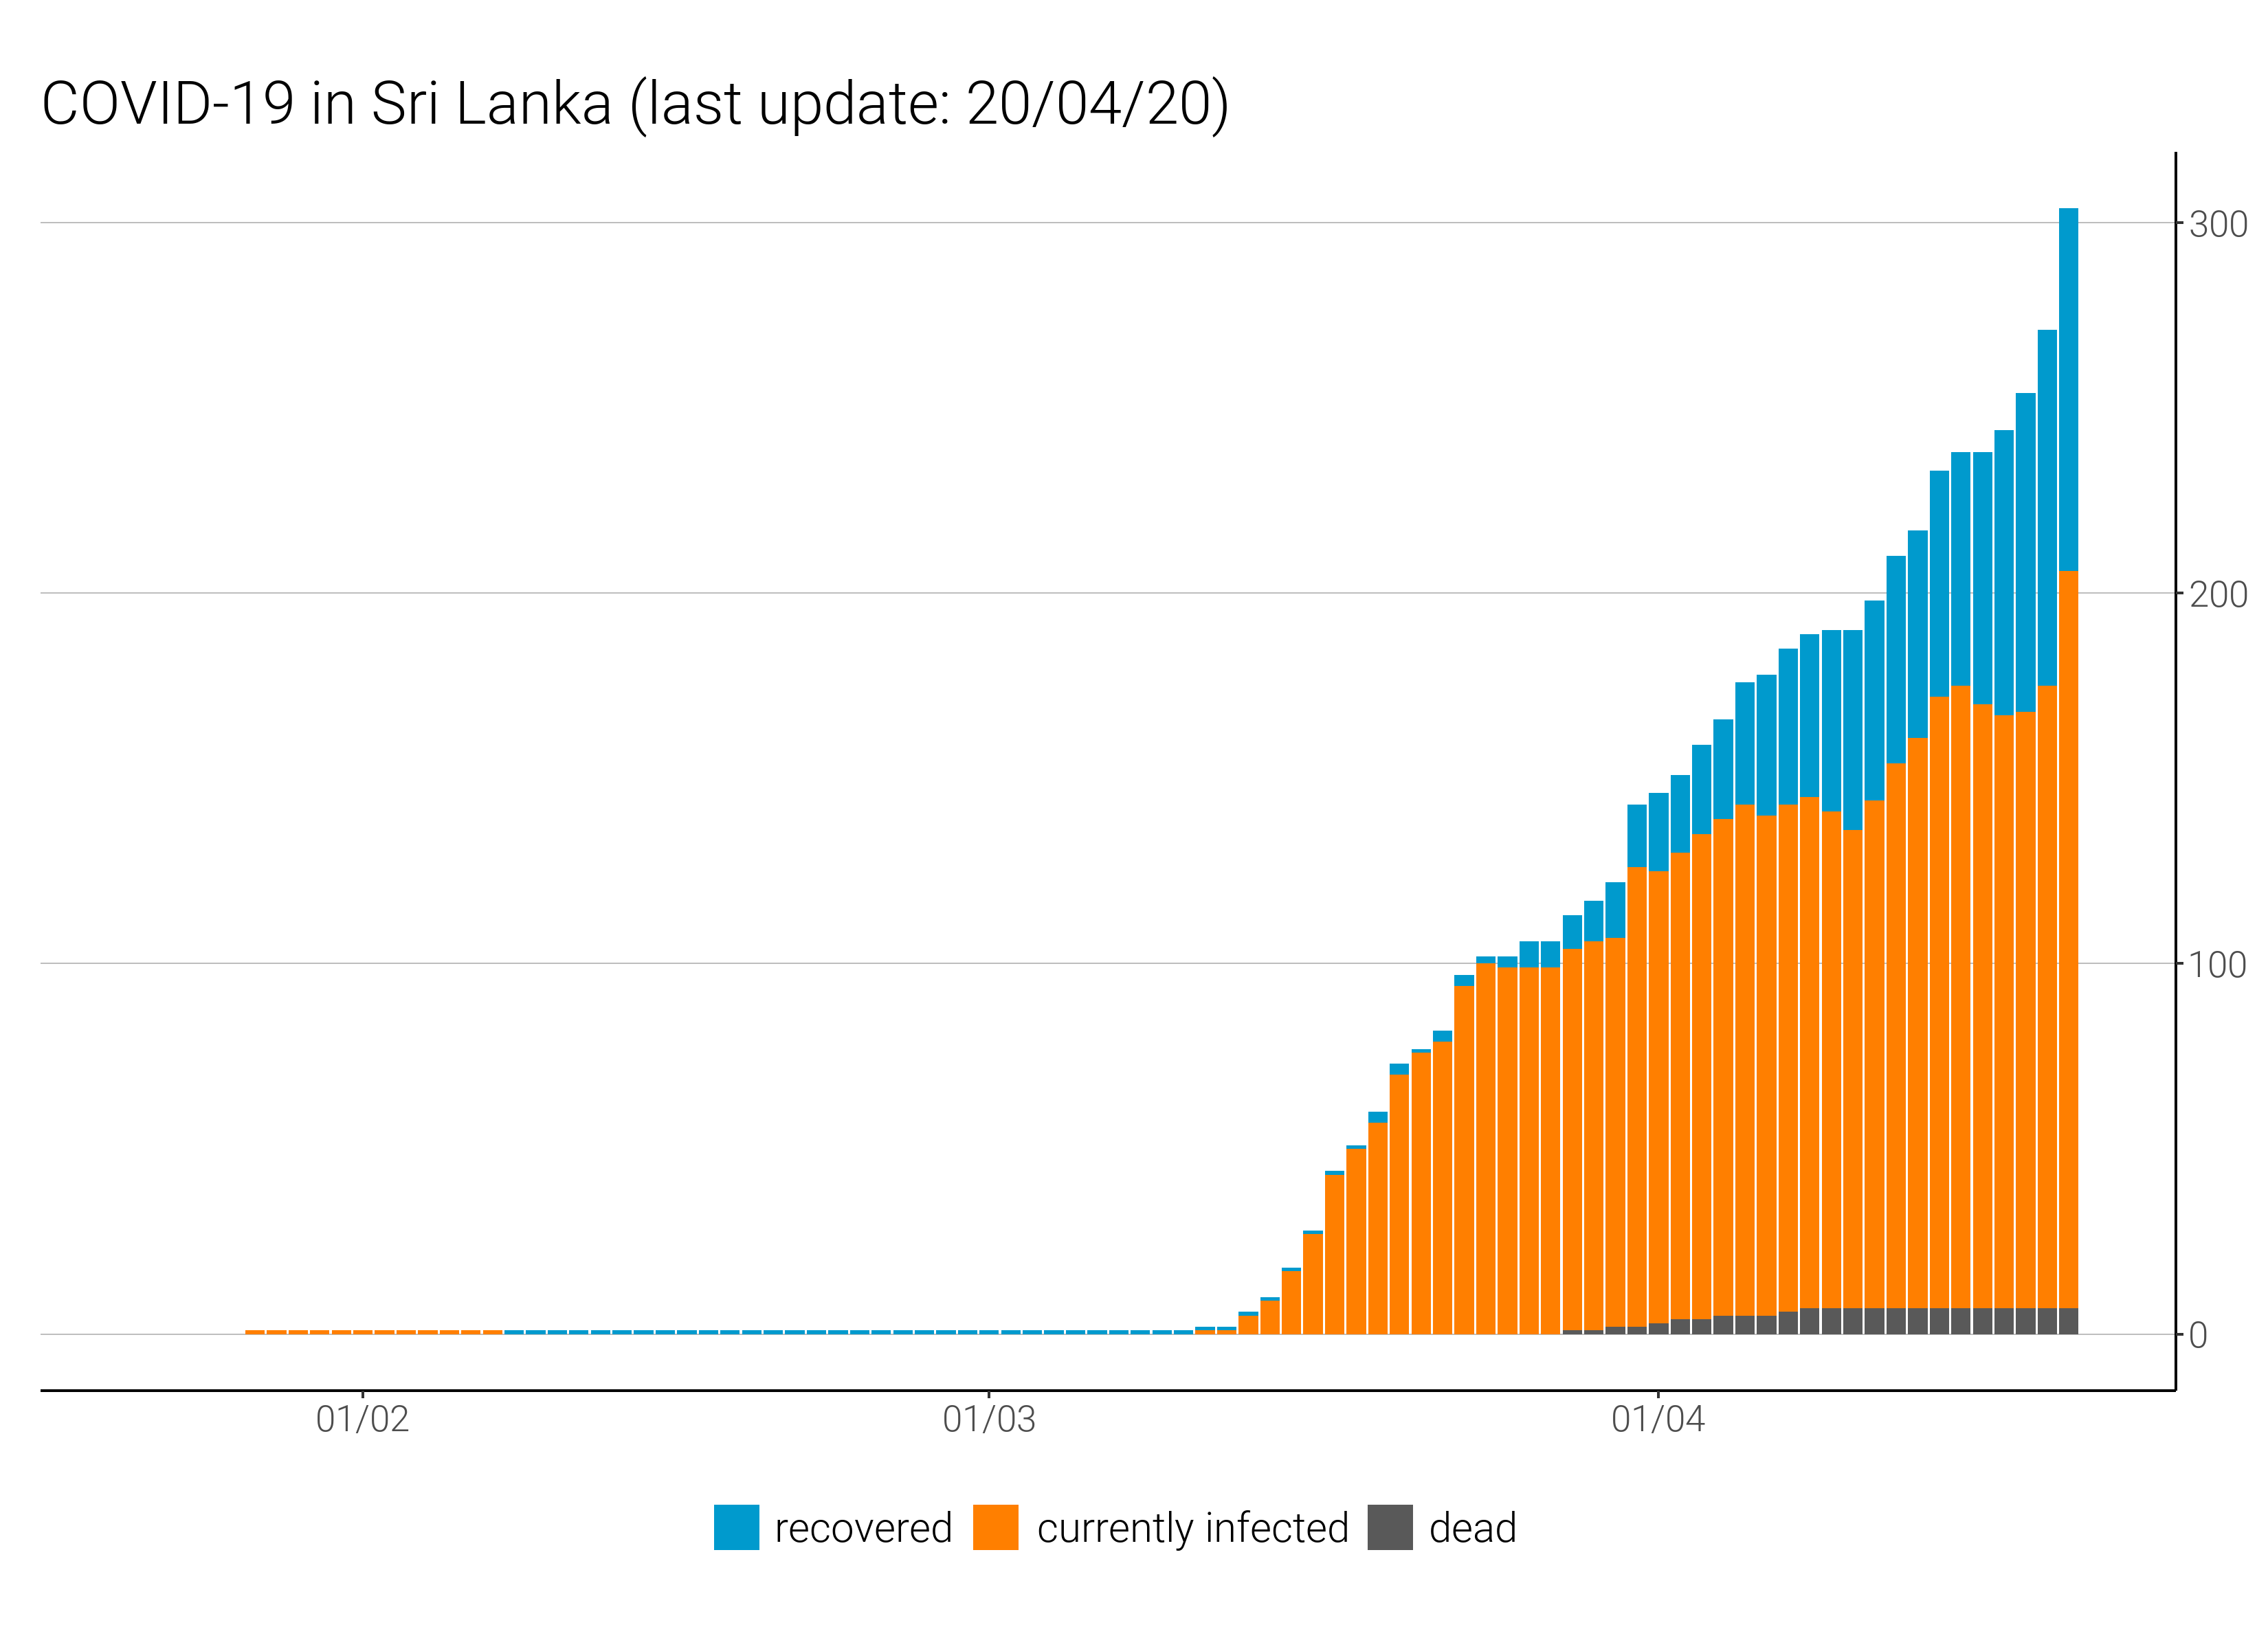 COVID-19 in Sri Lanka (last update: 20/04/20)
300
200
100
0
01/02 01/03 01/04
recovered currently infected dead